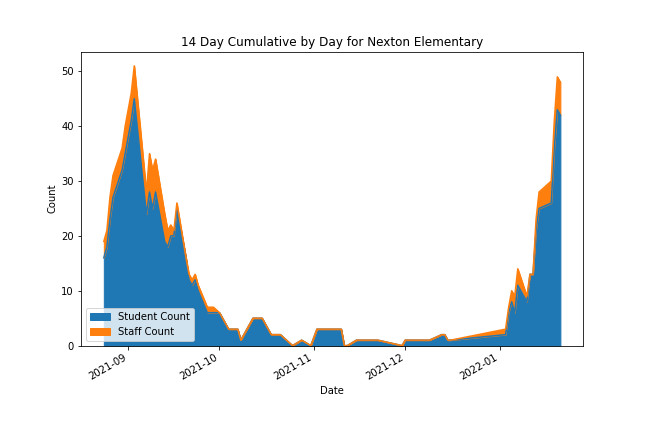 14 Day Cumulative by Day for Nexton Elementary
Count
50
40
30
20
10
0
Student Count
Staff Count
2021-09
2021-10
2021-11
2021-12
2022-01
Date